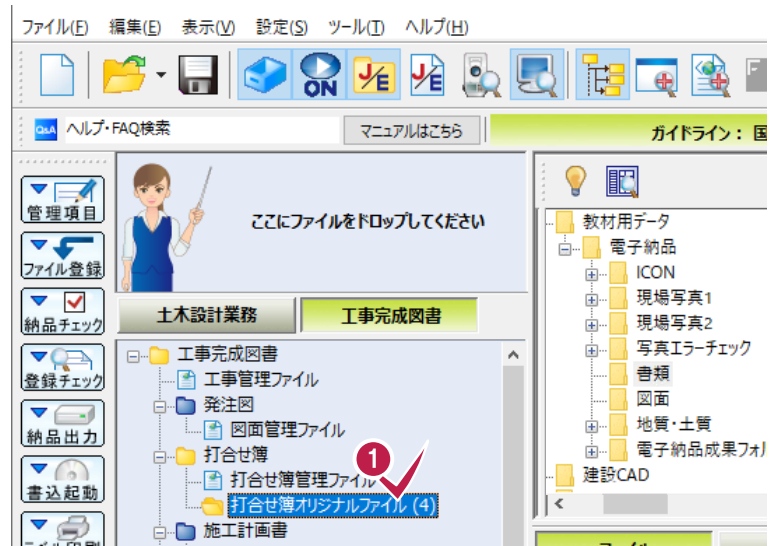 ファイル(F) 編集(E) 表示(V) 設定(S) ツール(T) ヘルプ(H)
ON
J/E
J/E
Q&A ヘルプ・FAQ検索
マニュアルはこちら
ガイドライン： 国
管理項目
ファイル登録
納品チェック
登録チェック
納品出力
書込起動
ここにファイルをドロップしてください
土木設計業務
工事完成図書
工事完成図書
工事管理ファイル
発注図
図面管理ファイル
打合せ簿
1
打合せ簿管理ファイル
打合せ簿オリジナルファイル (4)
施工計画書
教材用データ
電子納品
ICON
現場写真1
現場写真2
写真エラーチェック
書類
図面
地質・土質
電子納品成果フォル
建設CAD